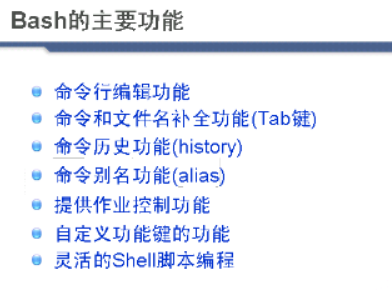 Bash的主要功能
命令行编辑功能
命令和文件名补全功能(Tab键)
命令历史功能(history)
命令别名功能(alias)
提供作业控制功能
自定义功能键的功能
灵活的Shell脚本编程